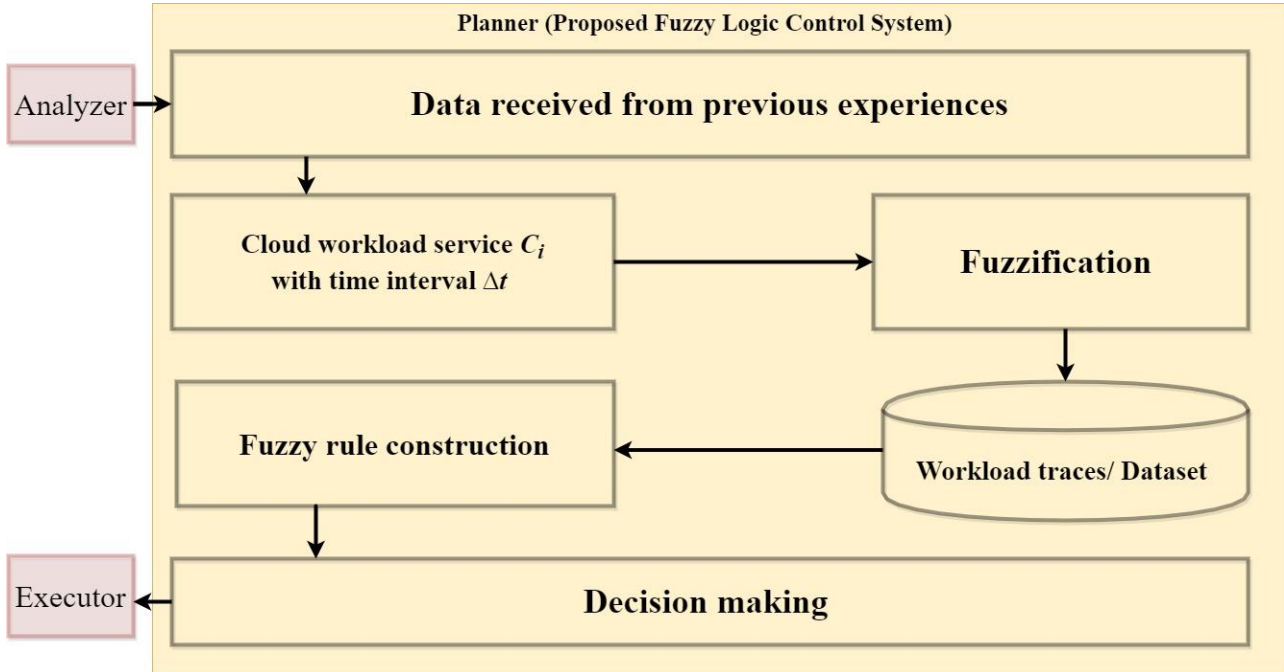 Planner (Proposed Fuzzy Logic Control System)
Analyzer
Data received from previous experiences
Cloud workload service Cᵢ
with time interval Δt
Fuzzification
Fuzzy rule construction
Workload traces/ Dataset
Executor
Decision making